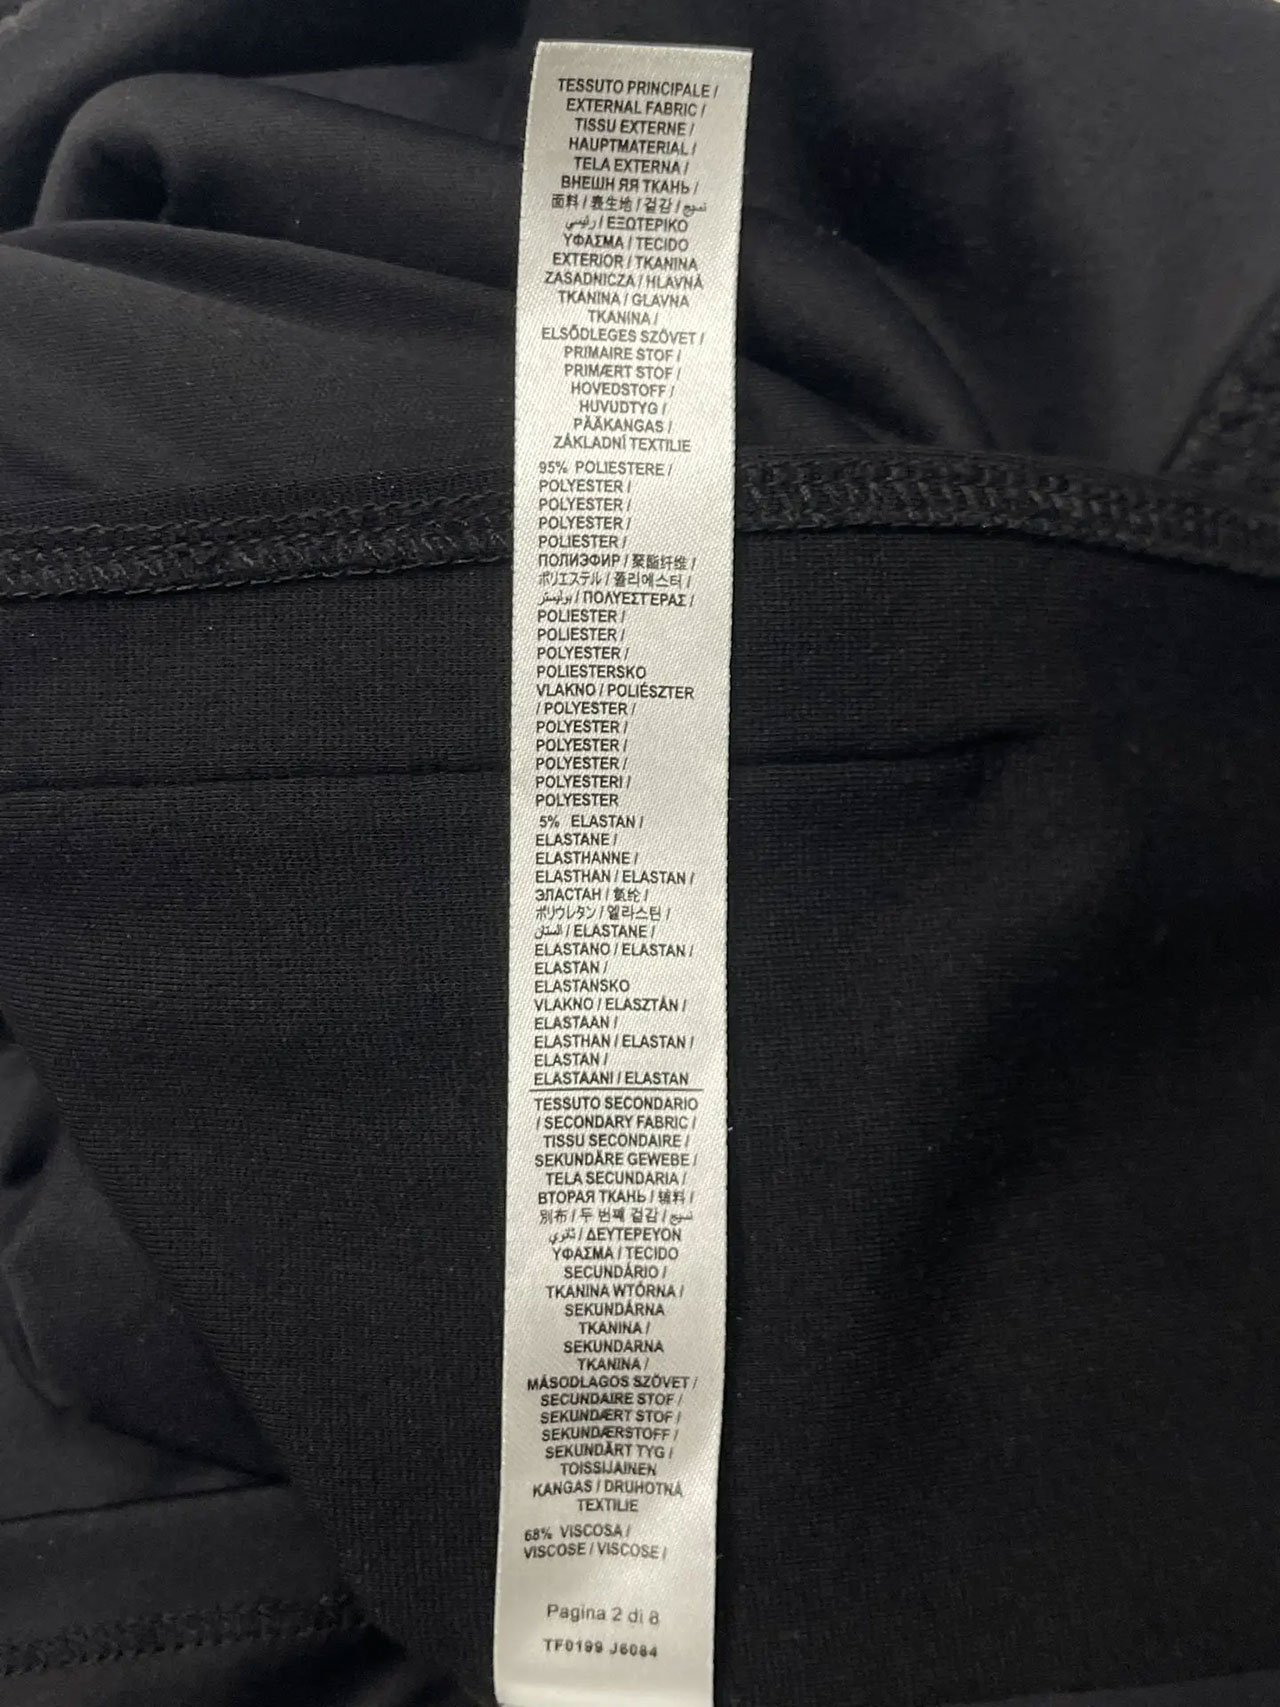 TESSUTO PRINCIPALE /
EXTERNAL FABRIC /
TISSU EXTERNE /
HAUPTMATERIAL /
TELA EXTERNA /
ВНЕШН ЯЯ ТКАНЬ /
面料 / 表生地 / 겉감 / نسيج
رئيسي / ΕΞΩΤΕΡΙΚΟ
ΥΦΑΣΜΑ / TECIDO
EXTERIOR / TKANINA
ZASADNICZA / HLAVNÁ
TKANINA / GLAVNA
TKANINA /
ELSŐDLEGES SZÖVET /
PRIMAIRE STOF /
PRIMÆRT STOF /
HOVEDSTOFF /
HUVUDTYG /
PÄÄKANGAS /
ZÁKLADNÍ TEXTILIE
95% POLIESTERE /
POLYESTER /
POLYESTER /
POLYESTER /
POLIESTER /
ПОЛИЭФИР / 聚酯纤维 /
ポリエステル / 폴리에스터 /
بوليستر / ΠΟΛΥΕΣΤΕΡΑΣ /
POLIESTER /
POLIESTER /
POLYESTER /
POLIESTERSKO
VLAKNO / POLIÉSZTER
/ POLYESTER /
POLYESTER /
POLYESTER /
POLYESTER /
POLYESTERI /
POLYESTER
5% ELASTAN /
ELASTANE /
ELASTHANNE /
ELASTHAN / ELASTAN /
ЭЛАСТАН / 氨纶 /
ポリウレタン / 엘라스틴 /
الستان / ELASTANE /
ELASTANO / ELASTAN /
ELASTAN /
ELASTANSKO
VLAKNO / ELASZTÁN /
ELASTAAN /
ELASTHAN / ELASTAN /
ELASTAN /
ELASTAANI / ELASTAN
TESSUTO SECONDARIO
/ SECONDARY FABRIC /
TISSU SECONDAIRE /
SEKUNDÄRE GEWEBE /
TELA SECUNDARIA /
ВТОРАЯ ТКАНЬ / 辅料 /
別布 / 두 번째 겉감 / نسيج
ثانوي / ΔΕΥΤΕΡΕΥΟΝ
ΥΦΑΣΜΑ / TECIDO
SECUNDÁRIO /
TKANINA WTÓRNA /
SEKUNDÁRNA
TKANINA /
SEKUNDARNA
TKANINA /
MÁSODLAGOS SZÖVET /
SECUNDAIRE STOF /
SEKUNDÆRT STOF /
SEKUNDÆRSTOFF /
SEKUNDÄRT TYG /
TOISSIJAINEN
KANGAS / DRUHOTNÁ
TEXTILIE
68% VISCOSA /
VISCOSE / VISCOSE /
Pagina 2 di 8
TF0199 J6084